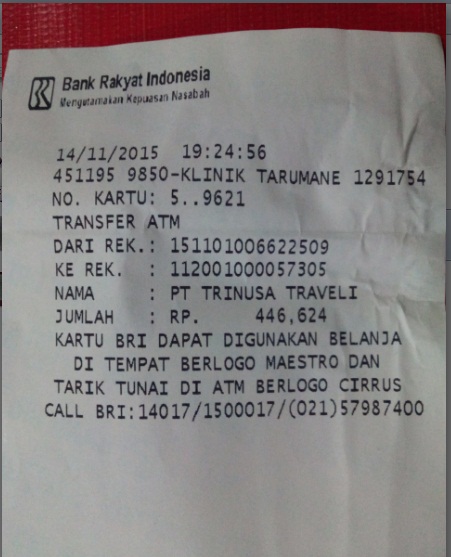 Bank Rakyat Indonesia
Mengutamakan Kepuasan Nasabah
14/11/2015 19:24:56
451195 9850-KLINIK TARUMANE 1291754
NO. KARTU: 5..9621
TRANSFER ATM
DARI REK.: 151101006622509
KE REK. : 112001000057305
NAMA : PT TRINUSA TRAVELI
JUMLAH : RP. 446,624
KARTU BRI DAPAT DIGUNAKAN BELANJA
DI TEMPAT BERLOGO MAESTRO DAN
TARIK TUNAI DI ATM BERLOGO CIRRUS
CALL BRI:14017/1500017/(021)57987400